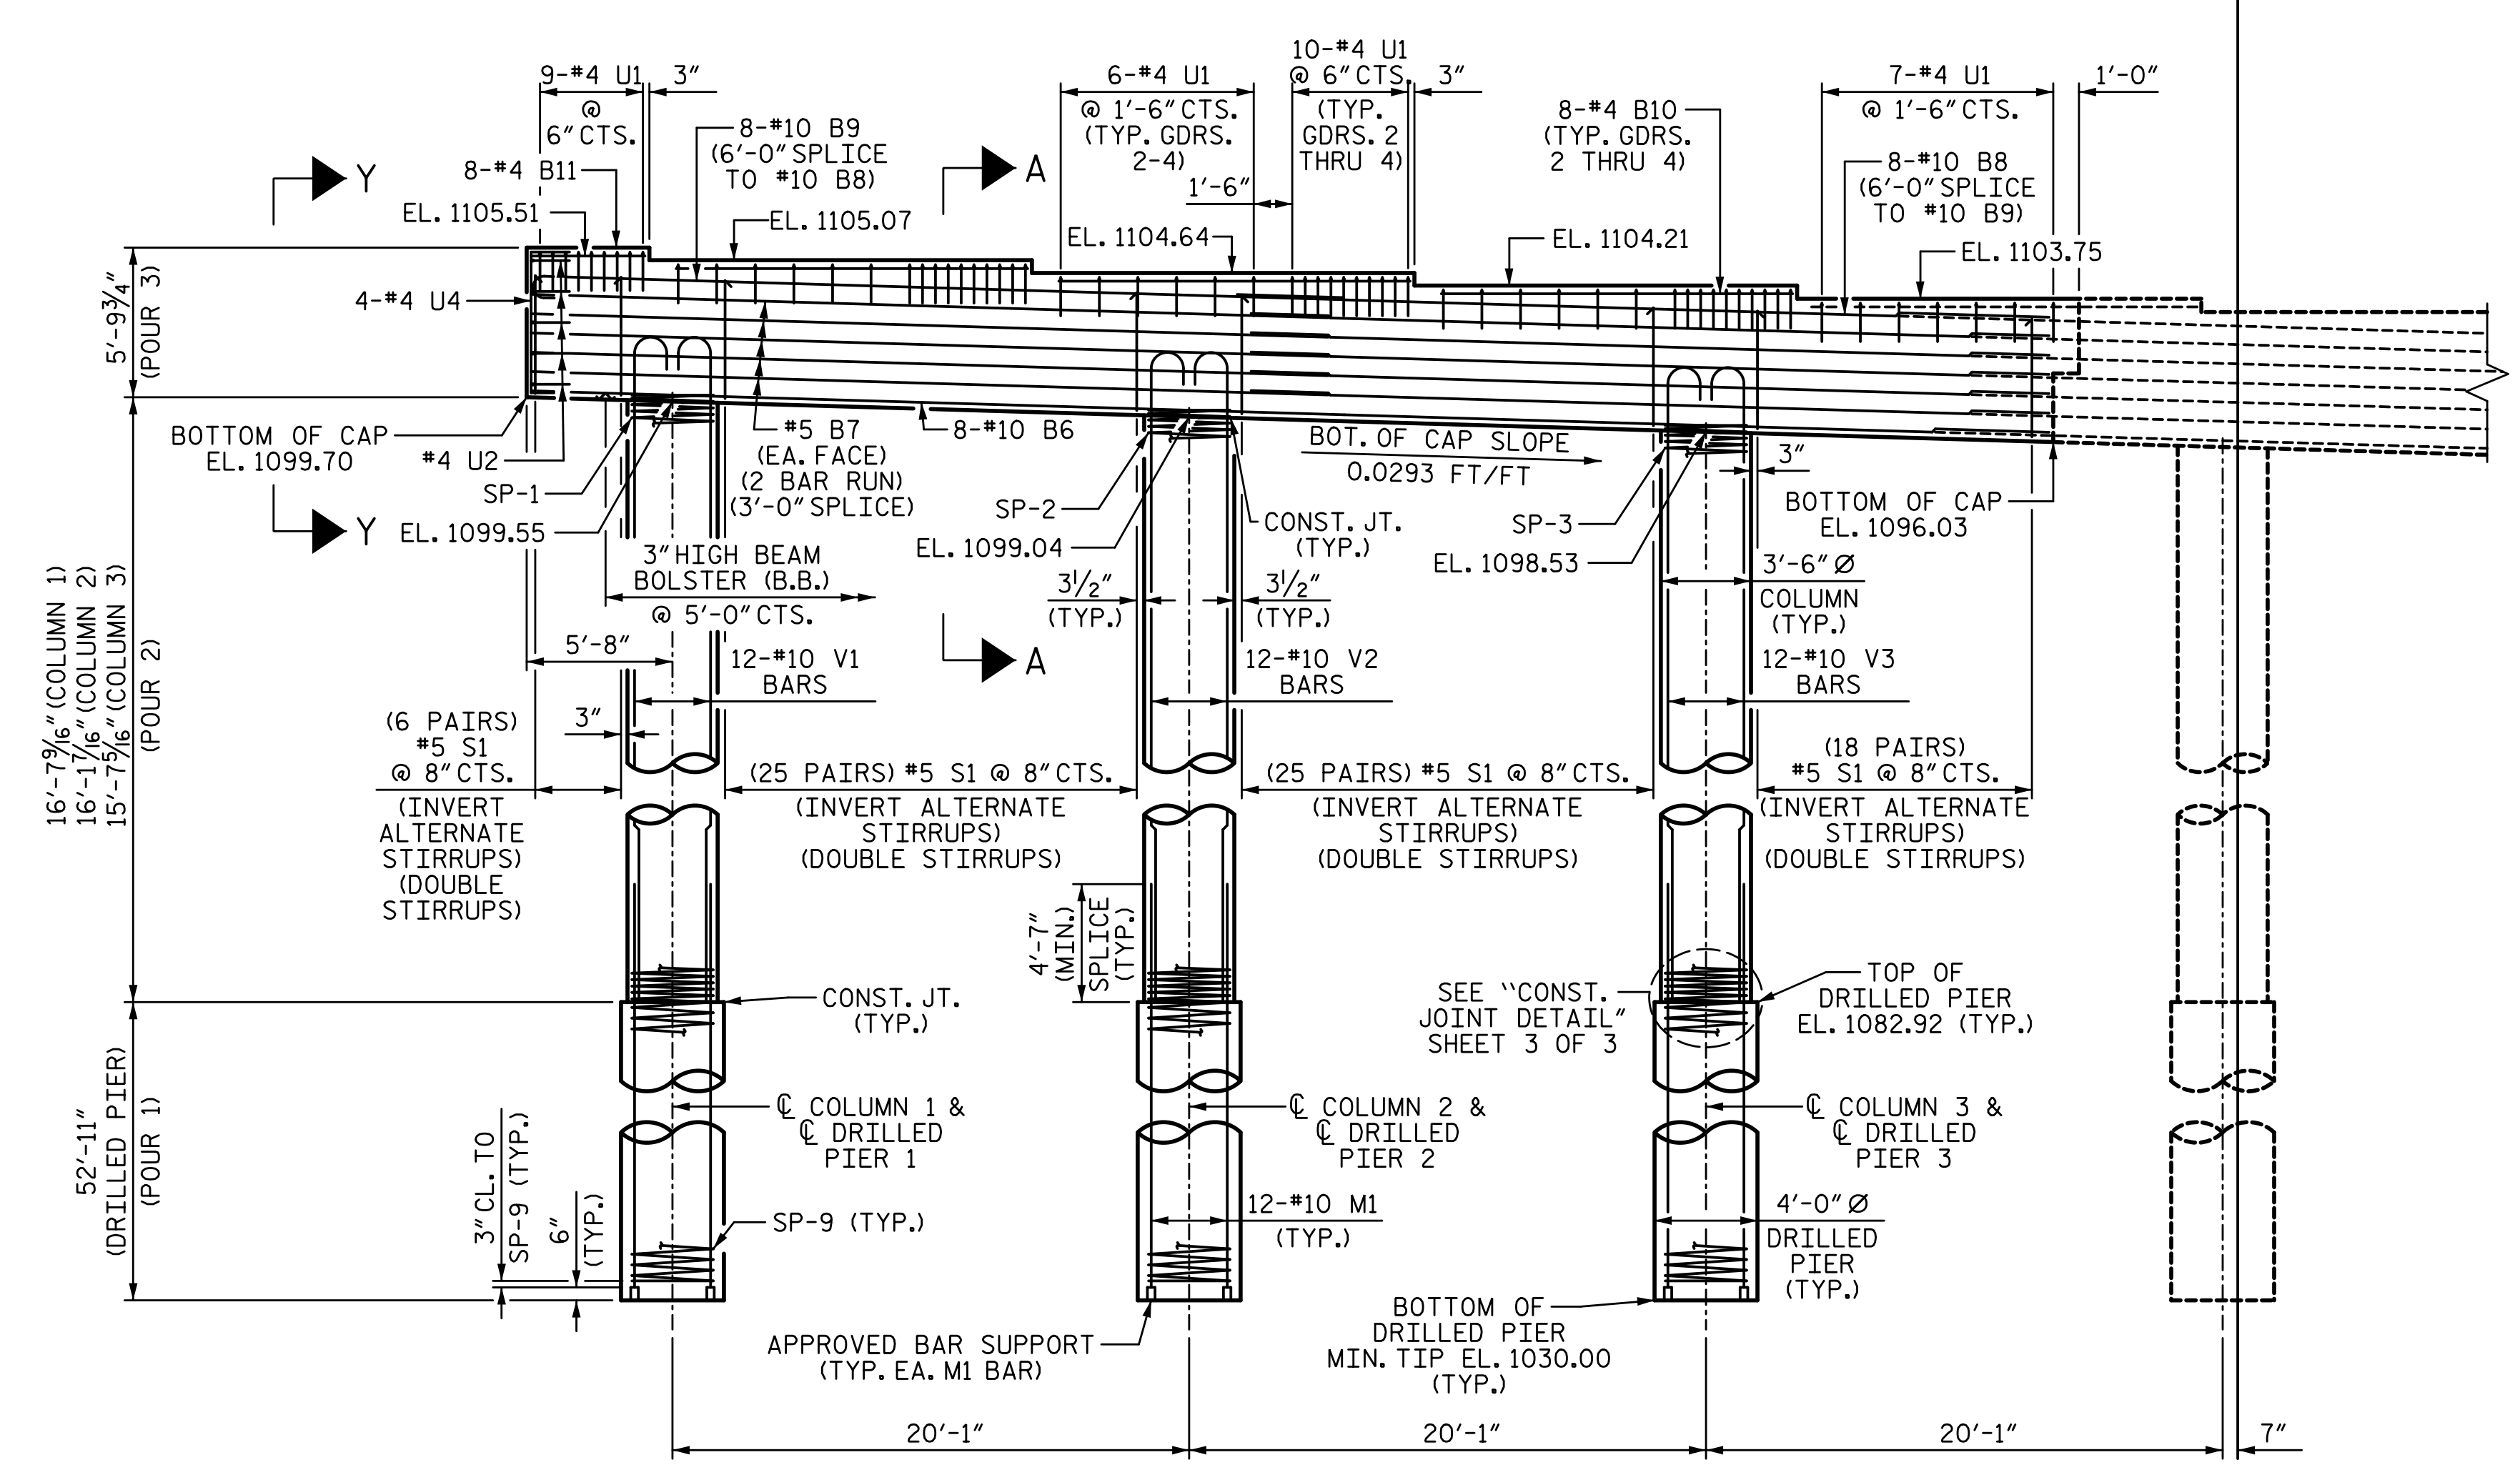 9-#4 U1
@
6" CTS.
3"
8-#10 B9
(6'-0" SPLICE
TO #10 B8)
8-#4 B11
EL. 1105.51
EL. 1105.07
Y
A
6-#4 U1
@ 1'-6" CTS.
(TYP. GDRS.
2-4)
1'-6"
10-#4 U1
@ 6" CTS.
(TYP.
GDRS. 2
THRU 4)
3"
EL. 1104.64
8-#4 B10
(TYP. GDRS.
2 THRU 4)
EL. 1104.21
7-#4 U1
@ 1'-6" CTS.
1'-0"
8-#10 B8
(6'-0" SPLICE
TO #10 B9)
EL. 1103.75
5'-9¾"
(POUR 3)
4-#4 U4
BOTTOM OF CAP
EL. 1099.70
#4 U2
SP-1
Y
EL. 1099.55
#5 B7
(EA. FACE)
(2 BAR RUN)
(3'-0" SPLICE)
8-#10 B6
SP-2
EL. 1099.04
CONST. JT.
(TYP.)
BOT. OF CAP SLOPE
0.0293 FT/FT
SP-3
EL. 1098.53
3"
BOTTOM OF CAP
EL. 1096.03
3" HIGH BEAM
BOLSTER (B.B.)
@ 5'-0" CTS.
3½"
(TYP.)
3½"
(TYP.)
3'-6" Ø
COLUMN
(TYP.)
16'-7 9/16" (COLUMN 1)
16'-1 7/16" (COLUMN 2)
15'-7 5/16" (COLUMN 3)
(POUR 2)
5'-8"
12-#10 V1
BARS
A
12-#10 V2
BARS
12-#10 V3
BARS
(6 PAIRS)
#5 S1
@ 8" CTS.
(INVERT
ALTERNATE
STIRRUPS)
(DOUBLE
STIRRUPS)
3"
(25 PAIRS) #5 S1 @ 8" CTS.
(INVERT ALTERNATE
STIRRUPS)
(DOUBLE STIRRUPS)
(25 PAIRS) #5 S1 @ 8" CTS.
(INVERT ALTERNATE
STIRRUPS)
(DOUBLE STIRRUPS)
(18 PAIRS)
#5 S1 @ 8" CTS.
(INVERT ALTERNATE
STIRRUPS)
(DOUBLE STIRRUPS)
4'-7"
(MIN.)
SPLICE
(TYP.)
CONST. JT.
(TYP.)
SEE "CONST.
JOINT DETAIL"
SHEET 3 OF 3
TOP OF
DRILLED PIER
EL. 1082.92 (TYP.)
52'-11"
(DRILLED PIER)
(POUR 1)
℄ COLUMN 1 &
℄ DRILLED
PIER 1
℄ COLUMN 2 &
℄ DRILLED
PIER 2
℄ COLUMN 3 &
℄ DRILLED
PIER 3
3" CL. TO
SP-9 (TYP.)
6"
(TYP.)
SP-9 (TYP.)
12-#10 M1
(TYP.)
4'-0" Ø
DRILLED
PIER
(TYP.)
APPROVED BAR SUPPORT
(TYP. EA. M1 BAR)
BOTTOM OF
DRILLED PIER
MIN. TIP EL. 1030.00
(TYP.)
20'-1"
20'-1"
20'-1"
7"